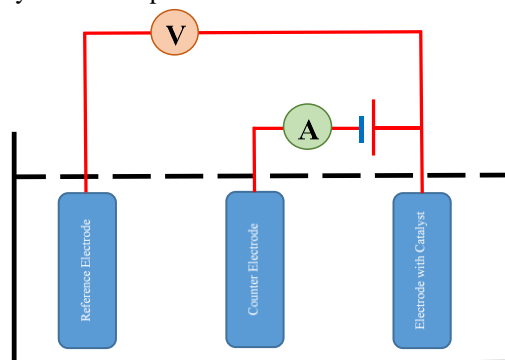 V
A
Reference Electrode
Counter Electrode
Electrode with Catalyst